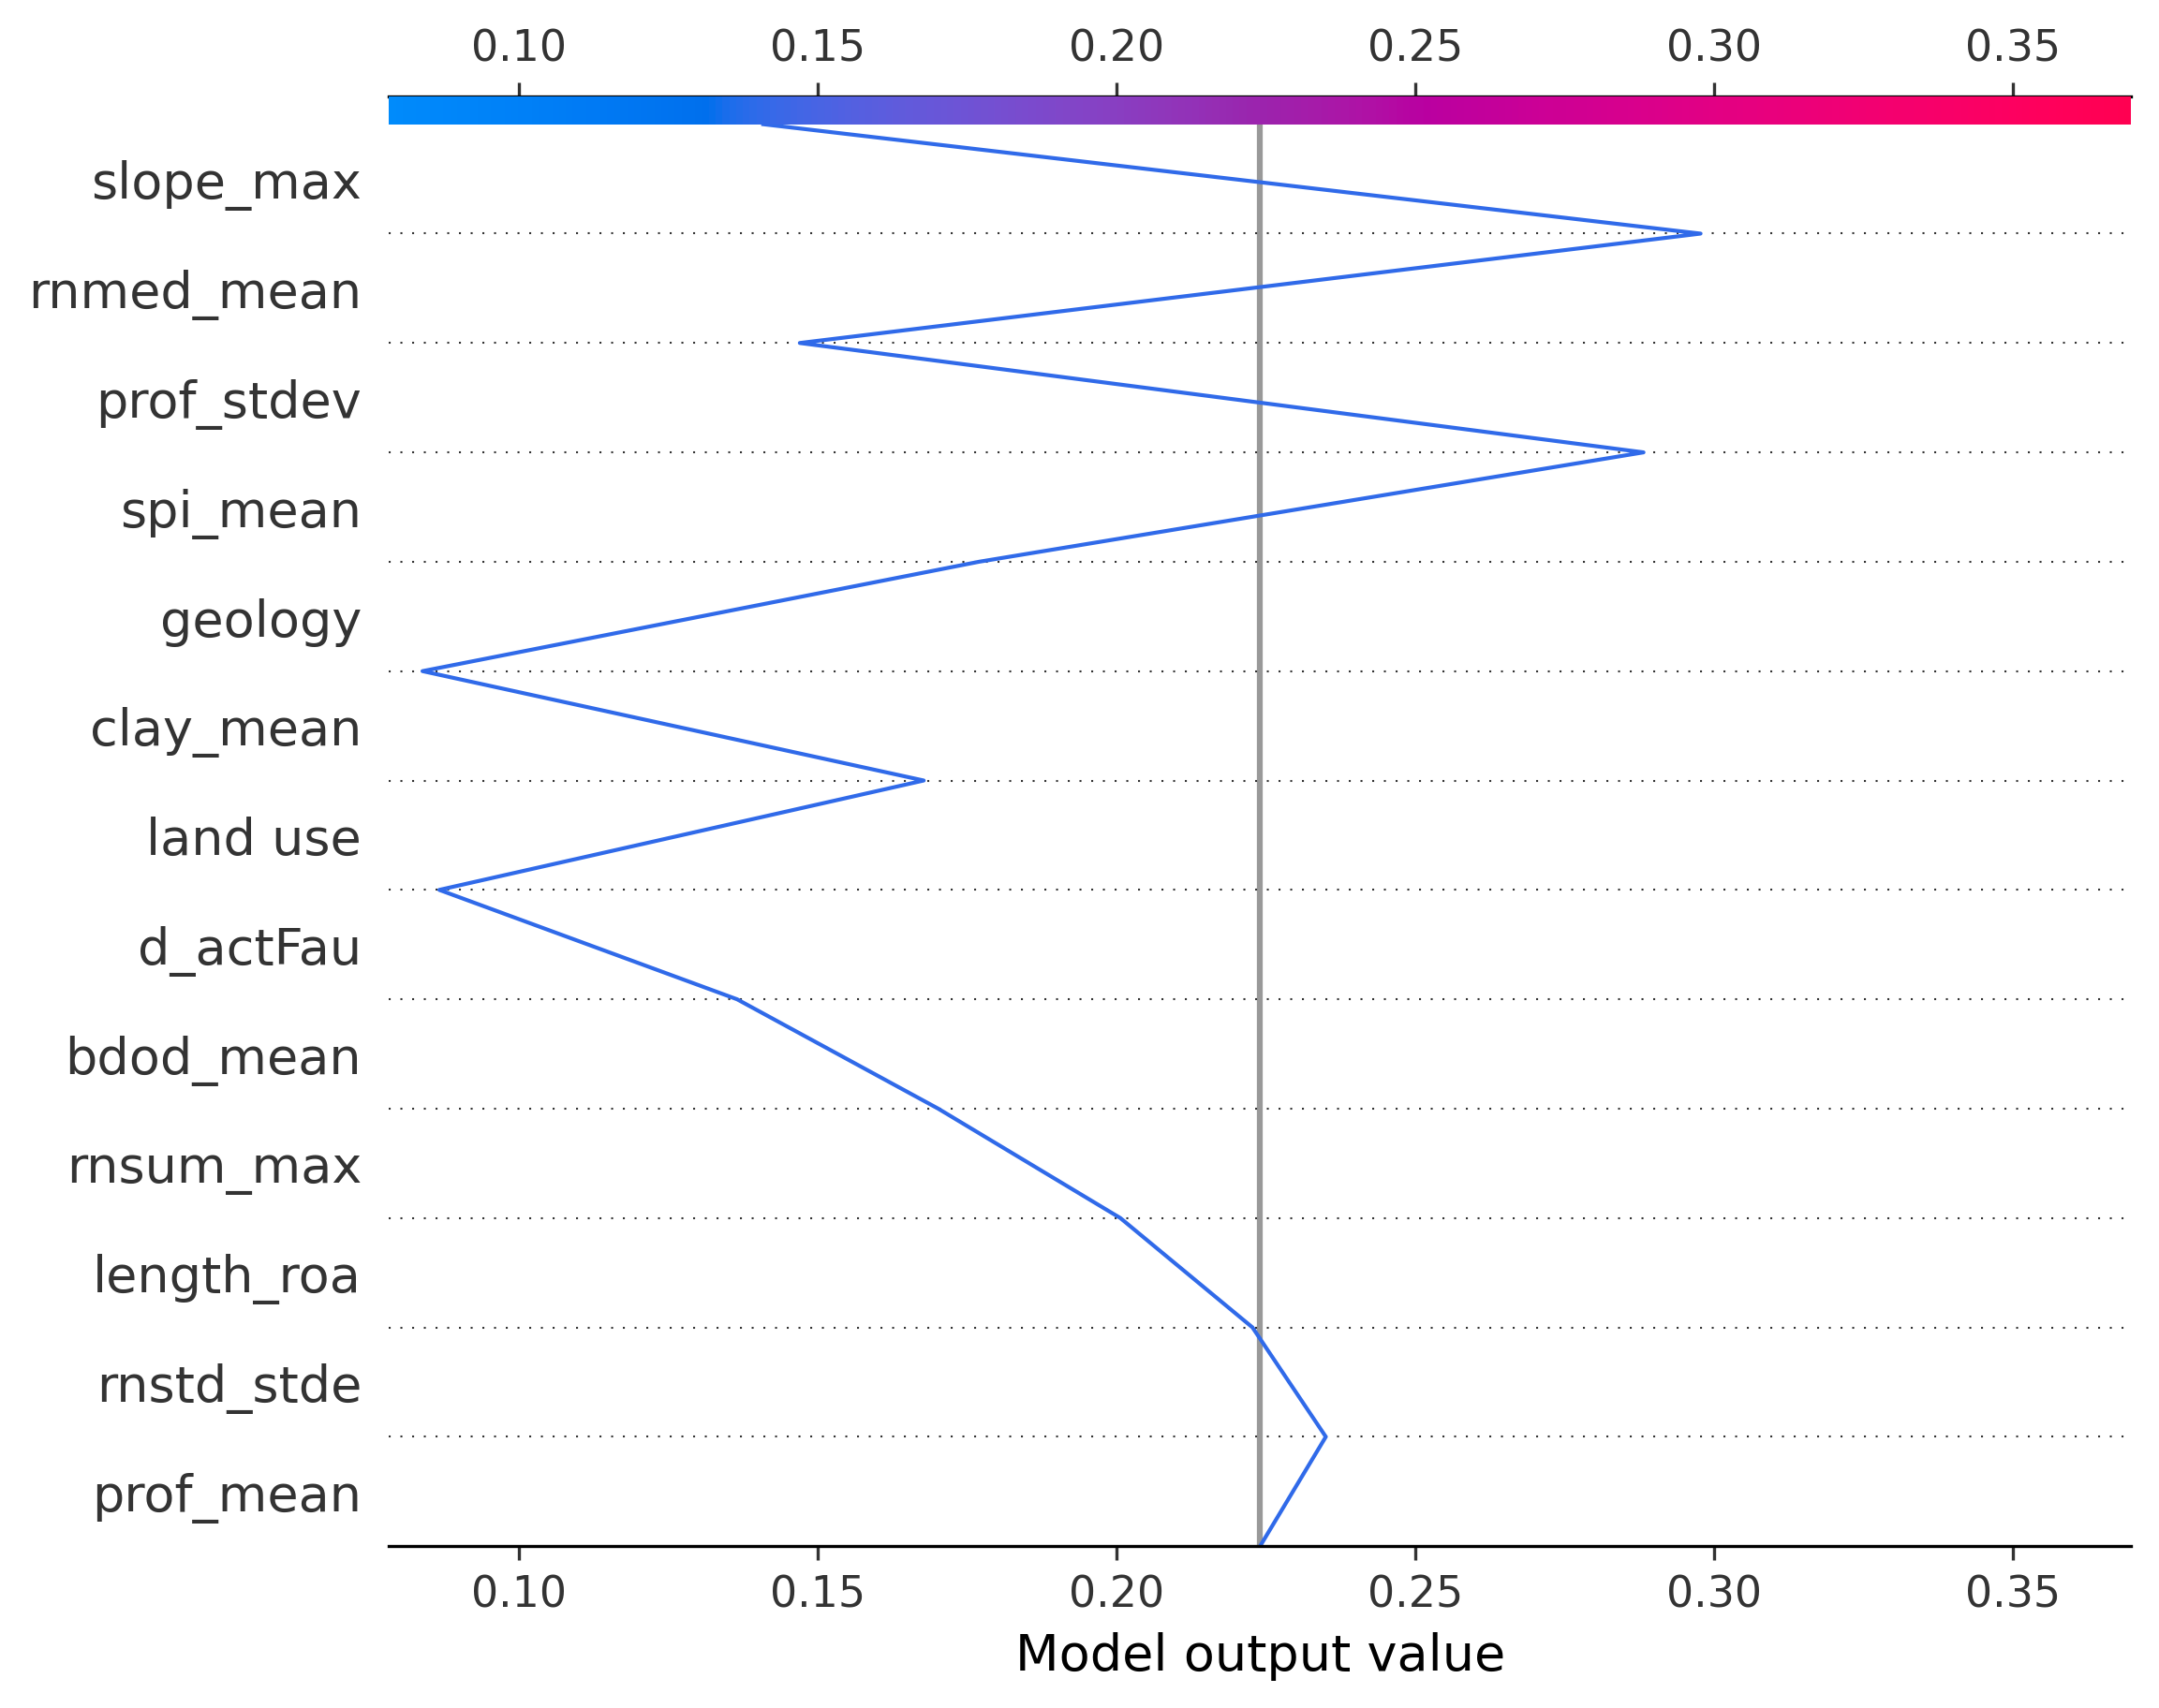 0.10 0.15 0.20 0.25 0.30 0.35
slope_max
rnmed_mean
prof_stdev
spi_mean
geology
clay_mean
land use
d_actFau
bdod_mean
rnsum_max
length_roa
rnstd_stde
prof_mean
0.10 0.15 0.20 0.25 0.30 0.35
Model output value